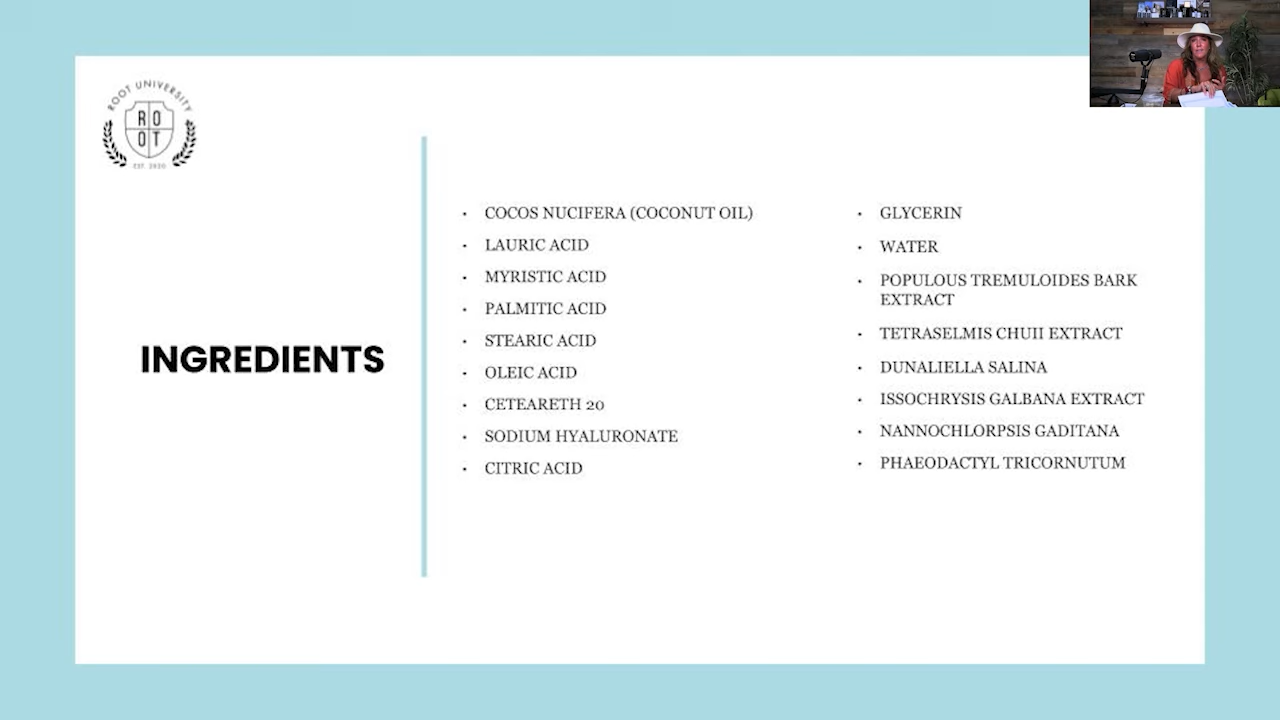 ROOT UNIVERSITY
RO
OT
EST. 2020
INGREDIENTS
• COCOS NUCIFERA (COCONUT OIL)
• LAURIC ACID
• MYRISTIC ACID
• PALMITIC ACID
• STEARIC ACID
• OLEIC ACID
• CETEARETH 20
• SODIUM HYALURONATE
• CITRIC ACID
• GLYCERIN
• WATER
• POPULOUS TREMULOIDES BARK
EXTRACT
• TETRASELMIS CHUII EXTRACT
• DUNALIELLA SALINA
• ISSOCHRYSIS GALBANA EXTRACT
• NANNOCHLORPSIS GADITANA
• PHAEODACTYL TRICORNUTUM